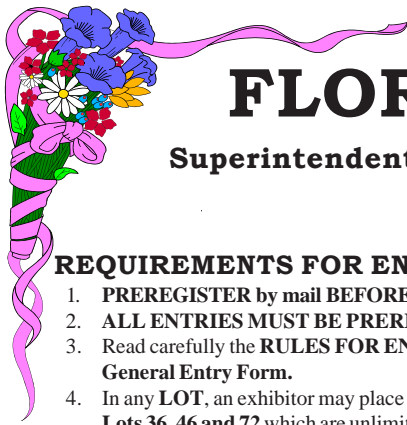 FLOR
Superintendent
REQUIREMENTS FOR EN
1. PREREGISTER by mail BEFORE
2. ALL ENTRIES MUST BE PRERE
3. Read carefully the RULES FOR EN
General Entry Form.
4. In any LOT, an exhibitor may place
Lots 36, 46 and 72 which are unlimi